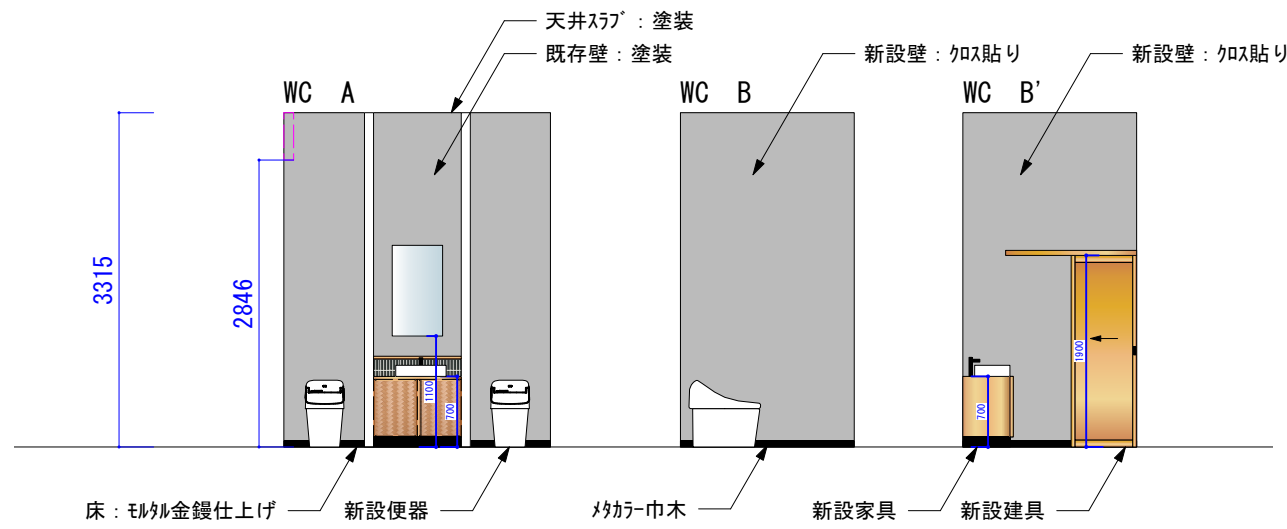 天井ｽﾗﾌﾞ：塗装
既存壁：塗装
新設壁：ｸﾛｽ貼り
新設壁：ｸﾛｽ貼り
WC A
WC B
WC B'
3315
2846
1100
700
700
1900
床：ﾓﾙﾀﾙ金鏝仕上げ
新設便器
ﾒﾀｶﾗｰ巾木
新設家具
新設建具